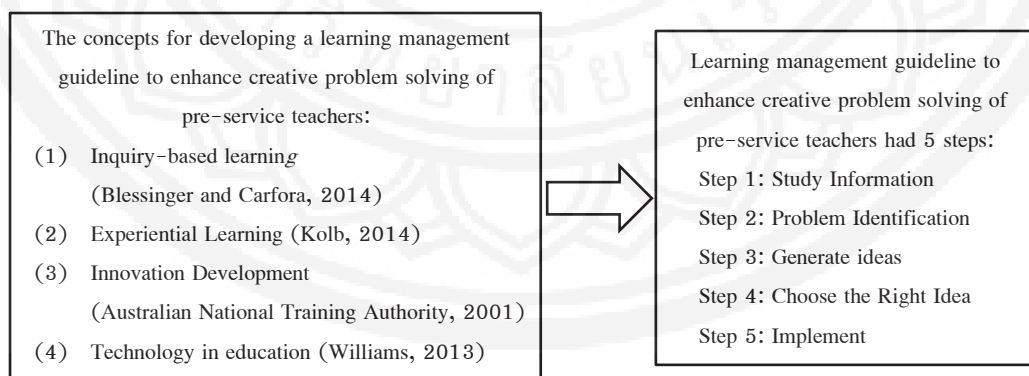 The concepts for developing a learning management
guideline to enhance creative problem solving of
pre-service teachers:
(1) Inquiry-based learning
(Blessinger and Carfora, 2014)
(2) Experiential Learning (Kolb, 2014)
(3) Innovation Development
(Australian National Training Authority, 2001)
(4) Technology in education (Williams, 2013)
Learning management guideline to
enhance creative problem solving of
pre-service teachers had 5 steps:
Step 1: Study Information
Step 2: Problem Identification
Step 3: Generate ideas
Step 4: Choose the Right Idea
Step 5: Implement